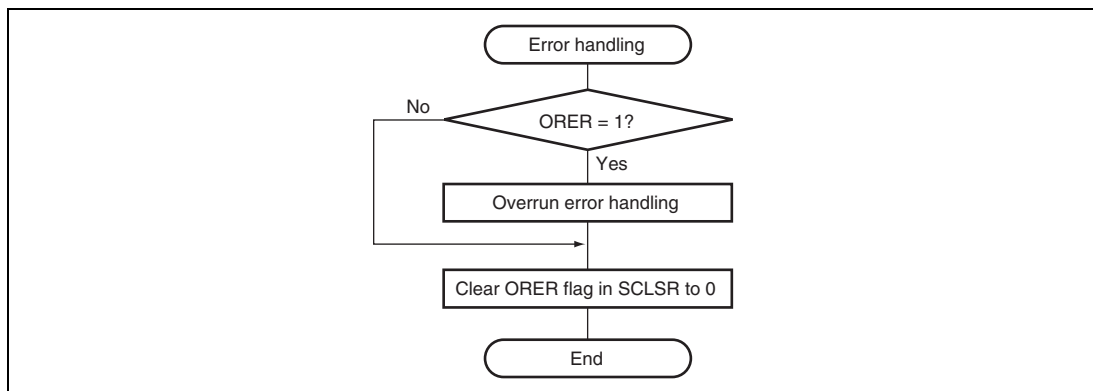 Error handling
No
ORER = 1?
Yes
Overrun error handling
Clear ORER flag in SCLSR to 0
End